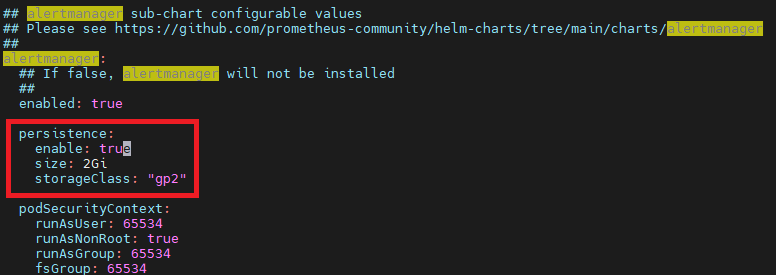 ## alertmanager sub-chart configurable values
## Please see https://github.com/prometheus-community/helm-charts/tree/main/charts/alertmanager
##
alertmanager:
  ## If false, alertmanager will not be installed
  ##
  enabled: true

  persistence:
    enable: true
    size: 2Gi
    storageClass: "gp2"

  podSecurityContext:
    runAsUser: 65534
    runAsNonRoot: true
    runAsGroup: 65534
    fsGroup: 65534